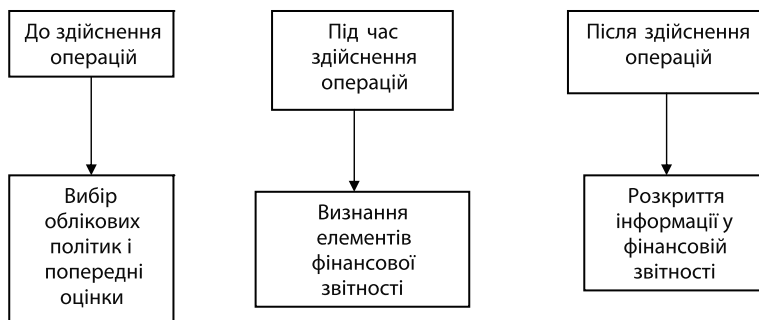 До здійснення
операцій
Під час
здійснення
операцій
Після здійснення
операцій
Вибір
облікових
політик і
попередні
оцінки
Визнання
елементів
фінансової
звітності
Розкриття
інформації у
фінансовій
звітності